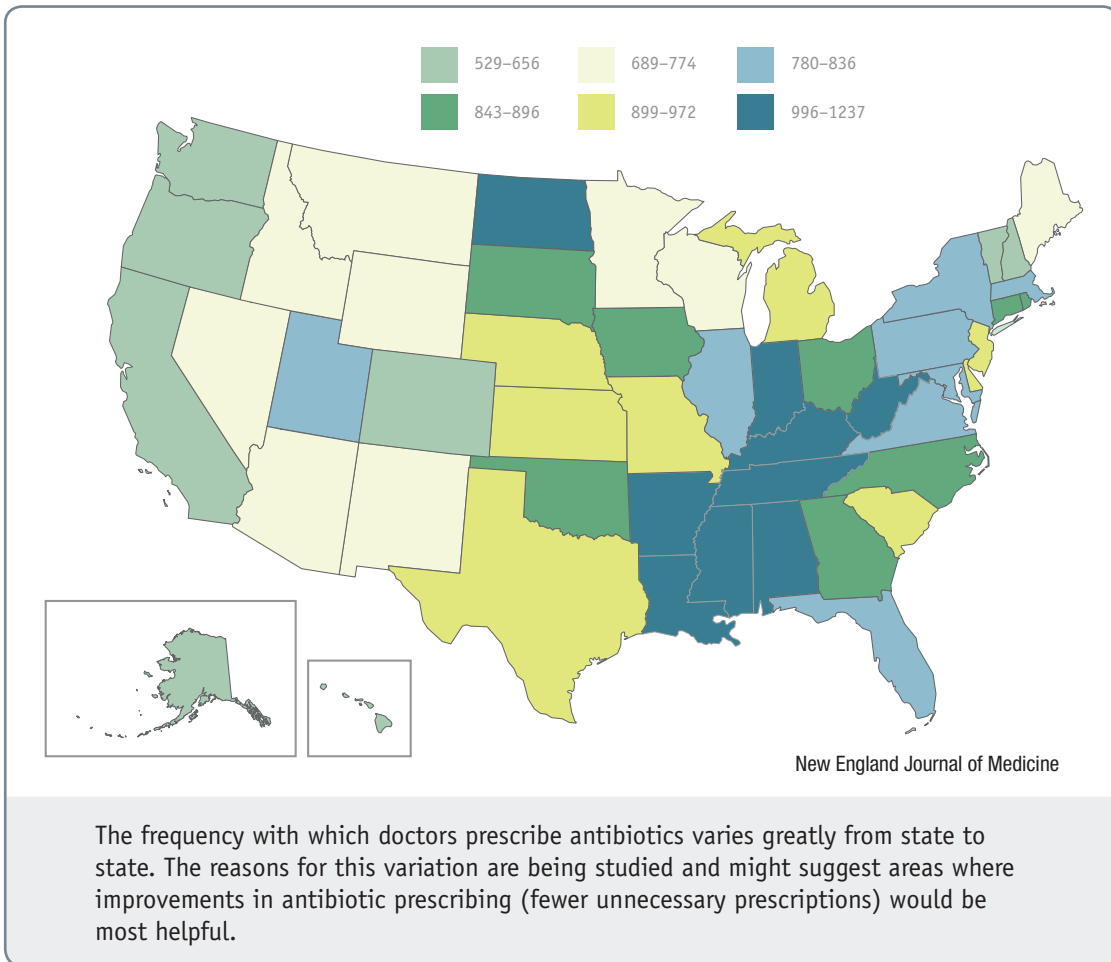 529–656
689–774
780–836
843–896
899–972
996–1237
New England Journal of Medicine
The frequency with which doctors prescribe antibiotics varies greatly from state to
state. The reasons for this variation are being studied and might suggest areas where
improvements in antibiotic prescribing (fewer unnecessary prescriptions) would be
most helpful.